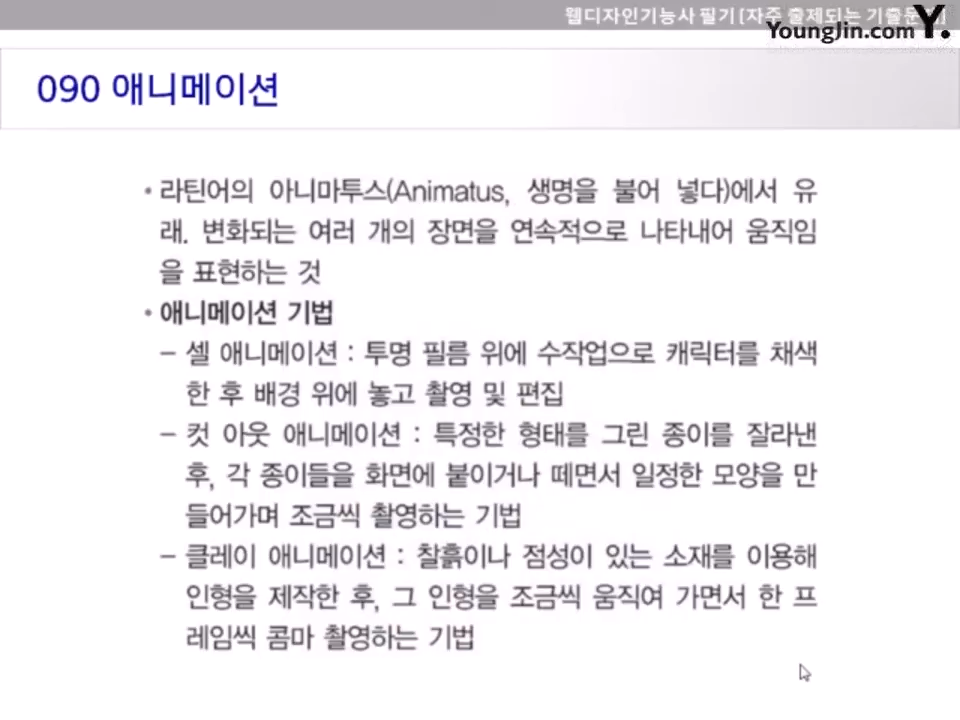 웹디자인기능사 필기 [자주 출제되는 기출문제]
YoungJin.com Y.
090 애니메이션
• 라틴어의 아니마투스(Animatus, 생명을 불어 넣다)에서 유
래. 변화되는 여러 개의 장면을 연속적으로 나타내어 움직임
을 표현하는 것
• 애니메이션 기법
– 셀 애니메이션 : 투명 필름 위에 수작업으로 캐릭터를 채색
한 후 배경 위에 놓고 촬영 및 편집
– 컷 아웃 애니메이션 : 특정한 형태를 그린 종이를 잘라낸
후, 각 종이들을 화면에 붙이거나 떼면서 일정한 모양을 만
들어가며 조금씩 촬영하는 기법
– 클레이 애니메이션 : 찰흙이나 점성이 있는 소재를 이용해
인형을 제작한 후, 그 인형을 조금씩 움직여 가면서 한 프
레임씩 콤마 촬영하는 기법